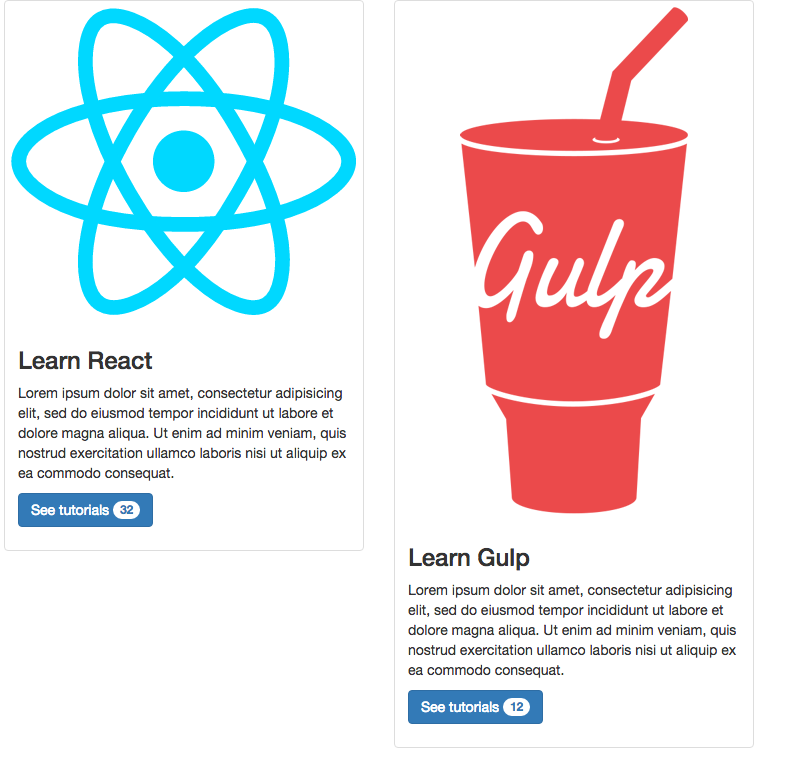 Learn React
Lorem ipsum dolor sit amet, consectetur adipisicing
elit, sed do eiusmod tempor incididunt ut labore et
dolore magna aliqua. Ut enim ad minim veniam, quis
nostrud exercitation ullamco laboris nisi ut aliquip ex
ea commodo consequat.
See tutorials 32
Gulp
Learn Gulp
Lorem ipsum dolor sit amet, consectetur adipisicing
elit, sed do eiusmod tempor incididunt ut labore et
dolore magna aliqua. Ut enim ad minim veniam, quis
nostrud exercitation ullamco laboris nisi ut aliquip ex
ea commodo consequat.
See tutorials 12